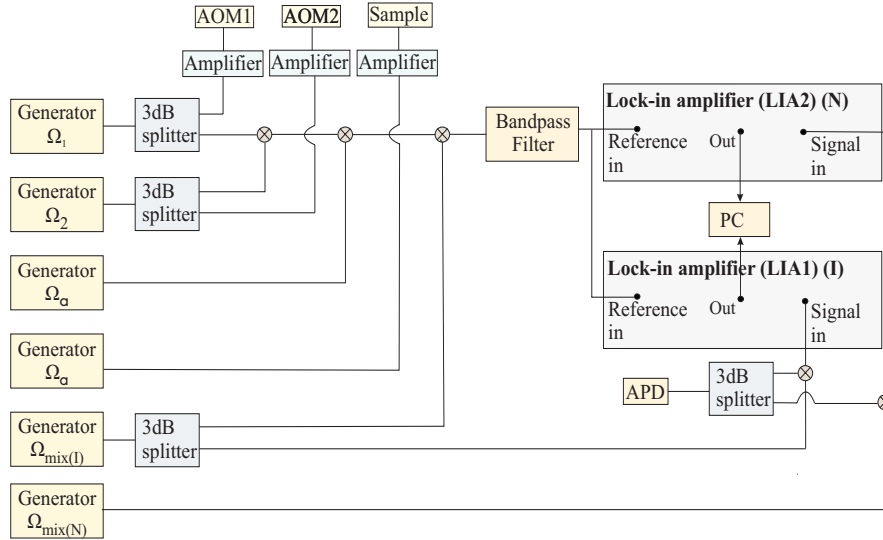 AOM1
AOM2
Sample
Amplifier
Amplifier
Amplifier
Generator
Ω₁
3dB
splitter
Bandpass
Filter
Lock-in amplifier (LIA2) (N)
Reference
in
Out
Signal
in
Generator
Ω₂
3dB
splitter
PC
Generator
Ωɑ
Lock-in amplifier (LIA1) (I)
Reference
in
Out
Signal
in
Generator
Ωɑ
APD
3dB
splitter
Generator
Ωmix(I)
3dB
splitter
Generator
Ωmix(N)